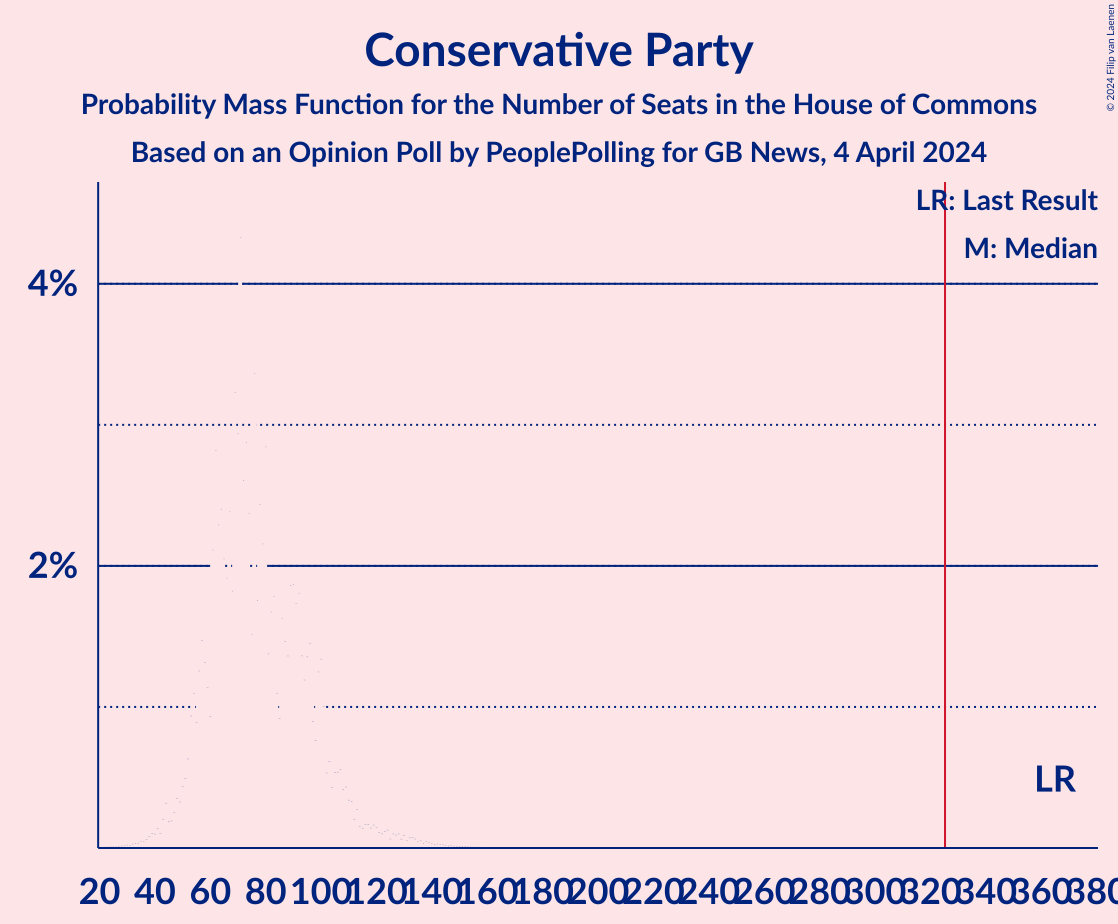 Conservative Party
Probability Mass Function for the Number of Seats in the House of Commons
Based on an Opinion Poll by PeoplePolling for GB News, 4 April 2024
© 2024 Filip van Laenen
LR: Last Result
M: Median
4%
2%
LR
20 40 60 80 100 120 140 160 180 200 220 240 260 280 300 320 340 360 380